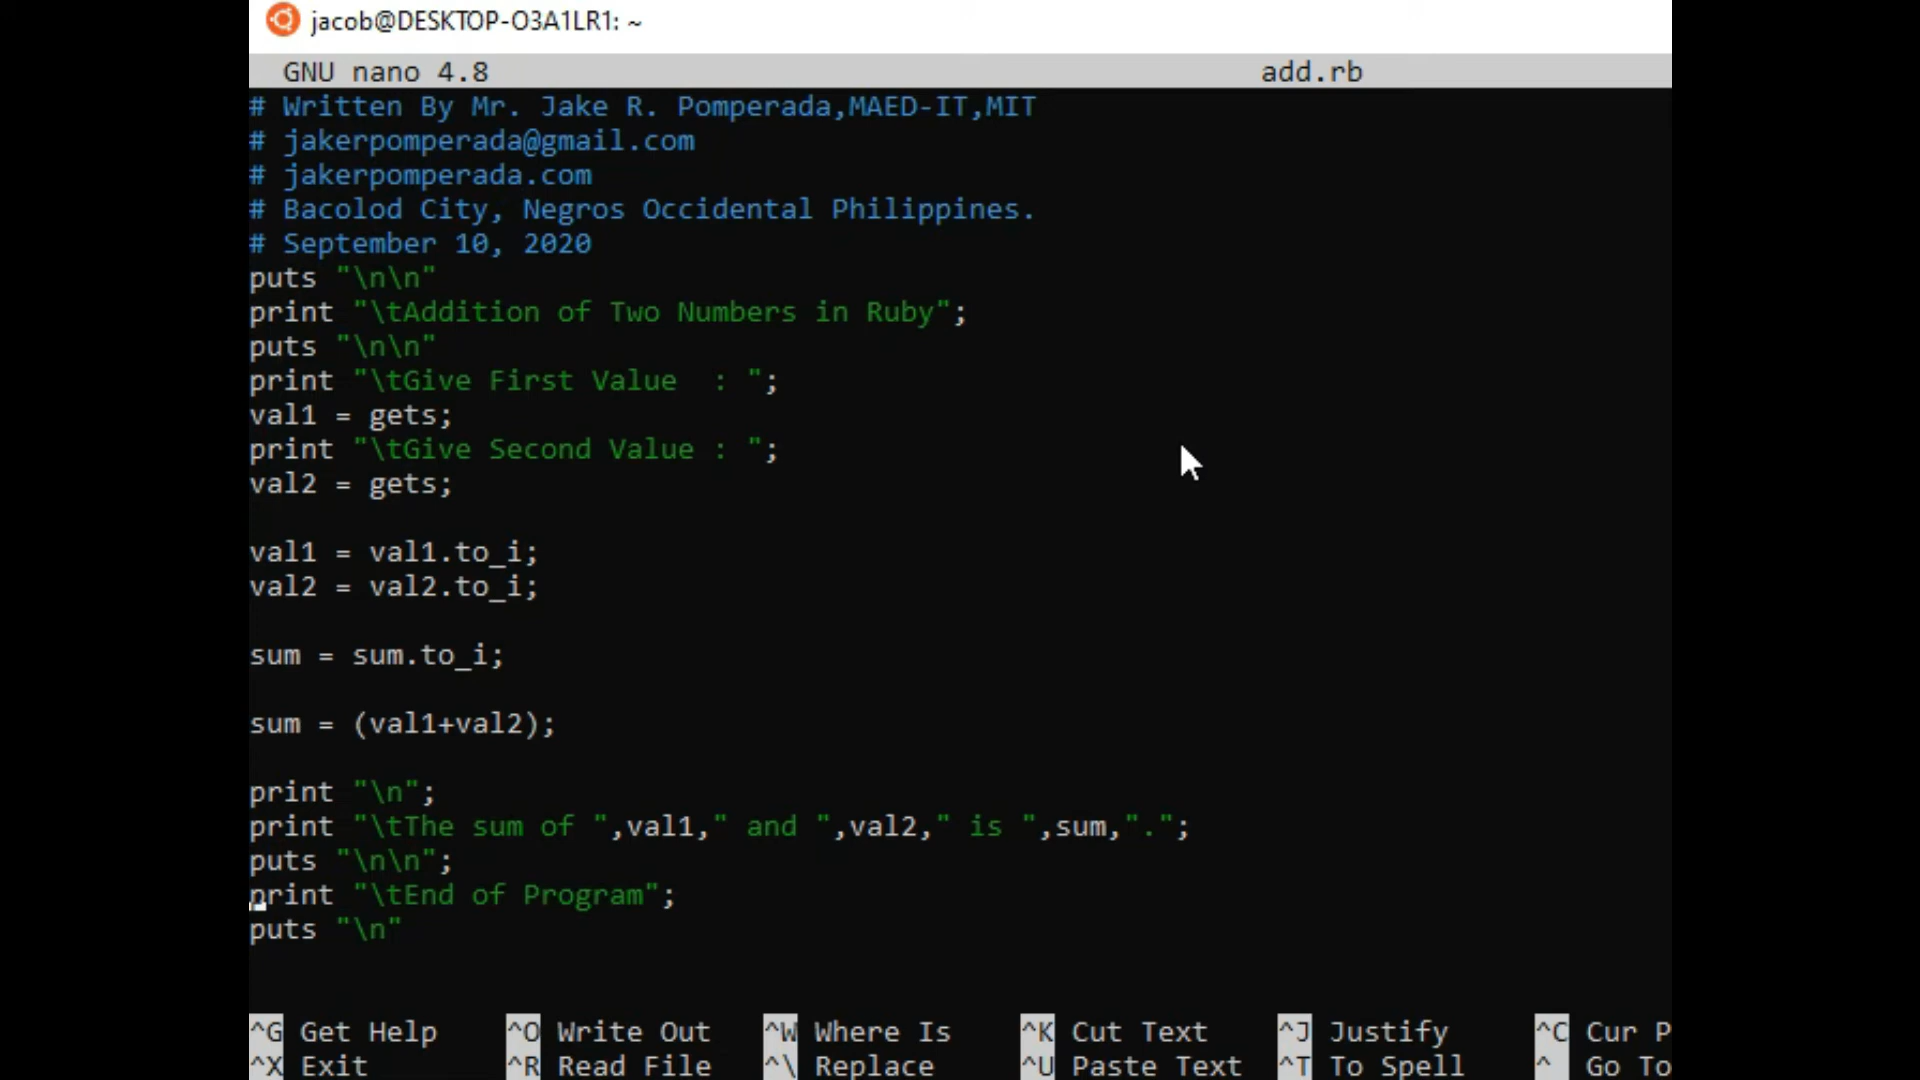 jacob@DESKTOP-O3A1LR1: ~
GNU nano 4.8 add.rb
# Written By Mr. Jake R. Pomperada,MAED-IT,MIT
# jakerpomperada@gmail.com
# jakerpomperada.com
# Bacolod City, Negros Occidental Philippines.
# September 10, 2020
puts "\n\n"
print "\tAddition of Two Numbers in Ruby";
puts "\n\n"
print "\tGive First Value  : ";
val1 = gets;
print "\tGive Second Value : ";
val2 = gets;
val1 = val1.to_i;
val2 = val2.to_i;
sum = sum.to_i;
sum = (val1+val2);
print "\n";
print "\tThe sum of ",val1," and ",val2," is ",sum,".";
puts "\n\n";
print "\tEnd of Program";
puts "\n"
^G Get Help ^O Write Out ^W Where Is ^K Cut Text ^J Justify ^C Cur P
^X Exit ^R Read File ^\ Replace ^U Paste Text ^T To Spell ^ Go To